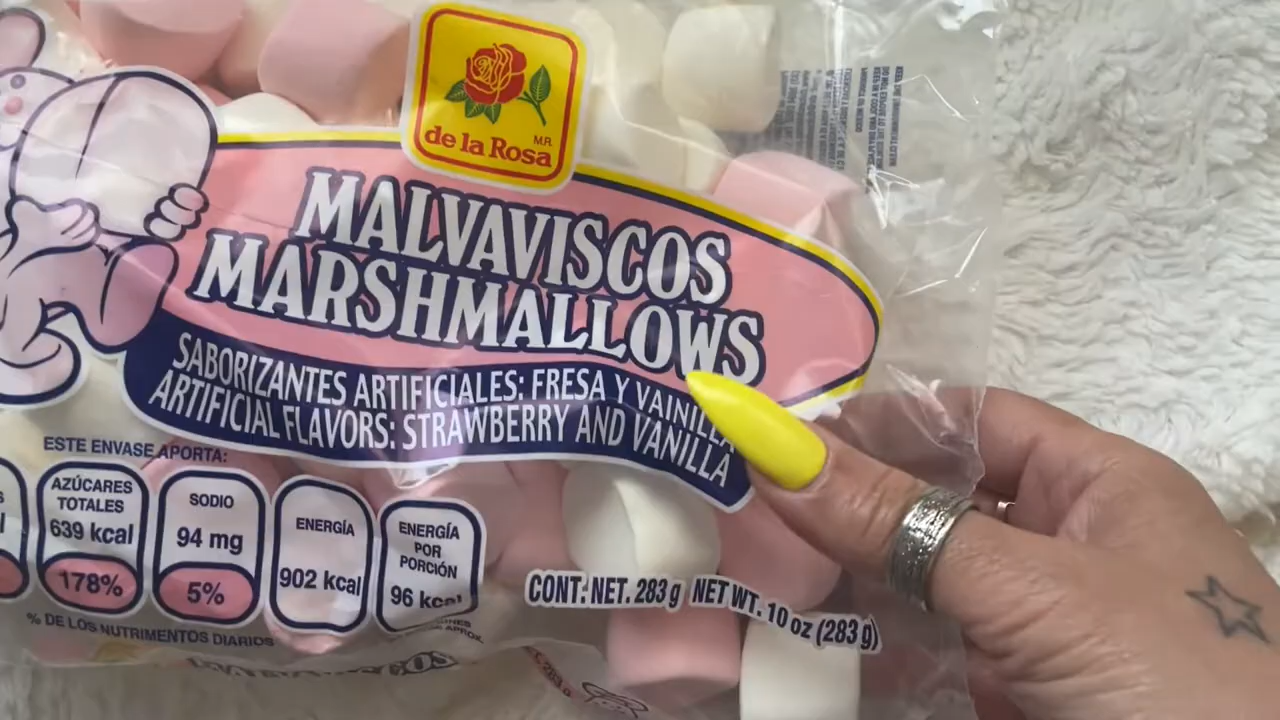 de la Rosa
M.R.
MALVAVISCOS
MARSHMALLOWS
SABORIZANTES ARTIFICIALES: FRESA Y VAINILLA
ARTIFICIAL FLAVORS: STRAWBERRY AND VANILLA
ESTE ENVASE APORTA:
AZÚCARES
TOTALES
639 kcal
178%
SODIO
94 mg
5%
ENERGÍA
902 kcal
ENERGÍA
POR
PORCIÓN
96 kcal
% DE LOS NUTRIMENTOS DIARIOS
APROX.
CONT: NET. 283 g NET WT. 10 oz (283 g)
MALVAVISCOS